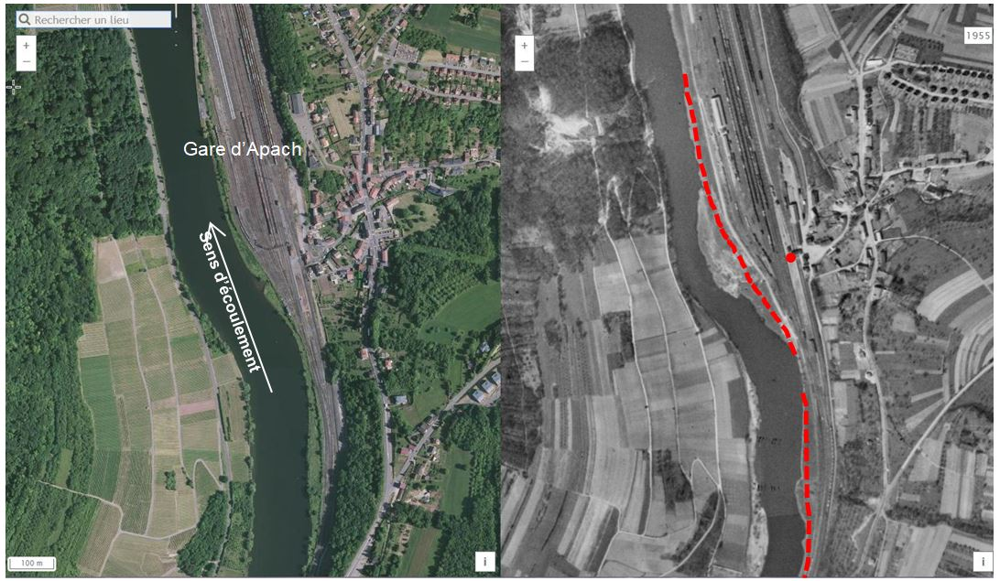 Rechercher un lieu
+
–
+
–
1955
Gare d'Apach
Sens d'écoulement
100 m
i
i